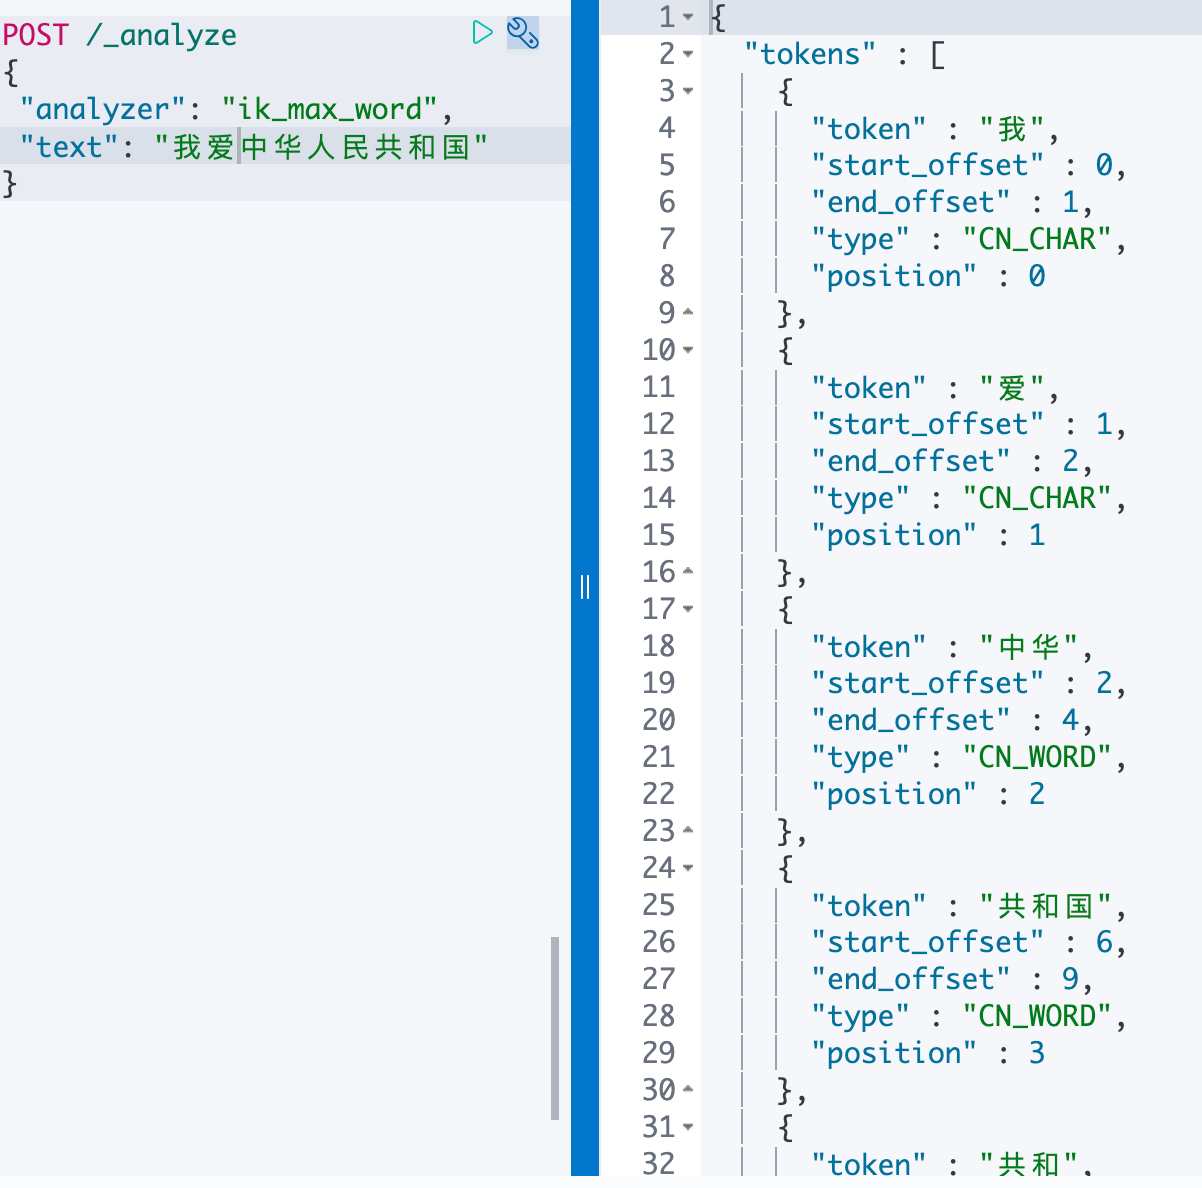 POST /_analyze
{
"analyzer": "ik_max_word",
"text": "我爱中华人民共和国"
}
1 {
2 "tokens" : [
3 {
4 "token" : "我",
5 "start_offset" : 0,
6 "end_offset" : 1,
7 "type" : "CN_CHAR",
8 "position" : 0
9 },
10 {
11 "token" : "爱",
12 "start_offset" : 1,
13 "end_offset" : 2,
14 "type" : "CN_CHAR",
15 "position" : 1
16 },
17 {
18 "token" : "中华",
19 "start_offset" : 2,
20 "end_offset" : 4,
21 "type" : "CN_WORD",
22 "position" : 2
23 },
24 {
25 "token" : "共和国",
26 "start_offset" : 6,
27 "end_offset" : 9,
28 "type" : "CN_WORD",
29 "position" : 3
30 },
31 {
32 "token" : "共和",